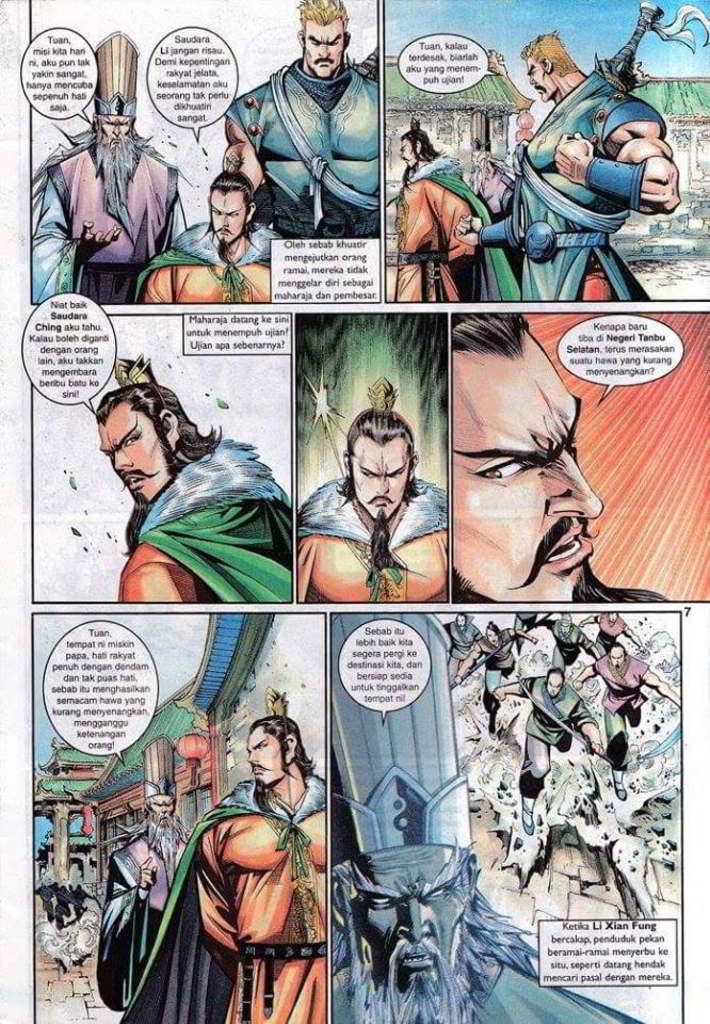 Tuan,
misi kita hari
ni, aku pun tak
yakin sangat,
hanya mencuba
sepenuh hati
saja.
Saudara
Li jangan risau.
Demi kepentingan
rakyat jelata,
keselamatan aku
seorang tak perlu
dikhuatiri
sangat.
Oleh sebab khuatir
mengejutkan orang
ramai, mereka tidak
menggelar diri sebagai
maharaja dan pembesar.
Tuan, kalau
terdesak, biarlah
aku yang menem-
puh ujian!
Niat baik
Saudara Ching
aku tahu.
Kalau boleh diganti
dengan orang
lain, aku takkan
mengembara
beribu batu ke
sini!
Maharaja datang ke sini
untuk menempuh ujian?
Ujian apa sebenarnya?
Kenapa baru
tiba di Negeri Tanbu
Selatan, terus merasakan
suatu hawa yang kurang
menyenangkan?
7
Tuan,
tempat ni miskin
papa, hati rakyat
penuh dengan dendam
dan tak puas hati,
sebab itu menghasilkan
semacam hawa yang
kurang menyenangkan,
mengganggu
ketenangan
orang!
Sebab itu
lebih baik kita
segera pergi ke
destinasi kita, dan
bersiap sedia
untuk tinggalkan
tempat ni!
Ketika Li Xian Fung
bercakap, penduduk pekan
beramai-ramai menyerbu ke
situ, seperti datang hendak
mencari pasal dengan mereka.